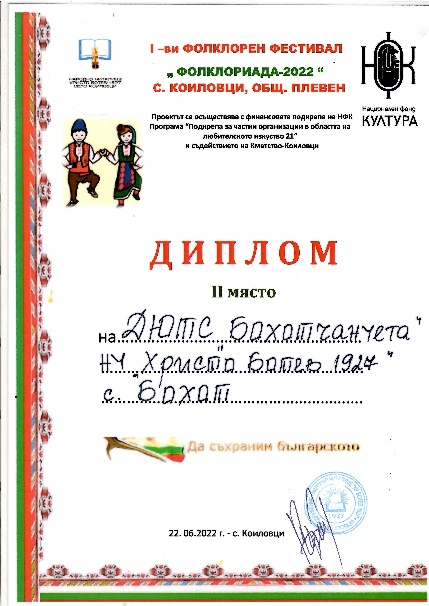 I –ви ФОЛКЛОРЕН ФЕСТИВАЛ
„ ФОЛКЛОРИАДА-2022 “
С. КОИЛОВЦИ, ОБЩ. ПЛЕВЕН
НФК
Национален фонд
КУЛТУРА
Проектът се осъществява с финансовата подкрепа на НФК
Програма "Подкрепа за частни организации в областта на
любителското изкуство 21"
и съдействието на Кметство-Коиловци
ДИПЛОМ
II място
на ДЮТС „Бохотчанчета"
НЧ „Христо Ботев 1927"
с. Бохот
Да съхраним българското
22.06.2022 г. - с. Коиловци